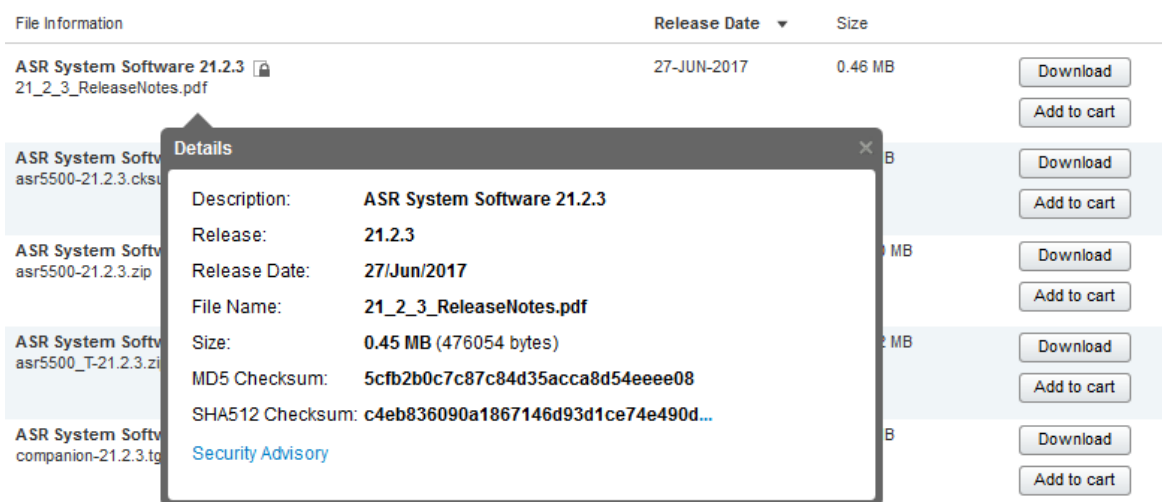 File Information Release Date Size
ASR System Software 21.2.3 27-JUN-2017 0.46 MB Download
21_2_3_ReleaseNotes.pdf
Add to cart
Details
ASR System Softw B Download
asr5500-21.2.3.cksu
Add to cart
Description: ASR System Software 21.2.3
Release: 21.2.3
ASR System Softw MB Download
asr5500-21.2.3.zip
Release Date: 27/Jun/2017
Add to cart
File Name: 21_2_3_ReleaseNotes.pdf
ASR System Softw MB Download
Size: 0.45 MB (476054 bytes)
asr5500_T-21.2.3.zi
MD5 Checksum: 5cfb2b0c7c87c84d35acca8d54eeee08
Add to cart
SHA512 Checksum: c4eb836090a1867146d93d1ce74e490d...
ASR System Softw B Download
companion-21.2.3.tg
Security Advisory
Add to cart